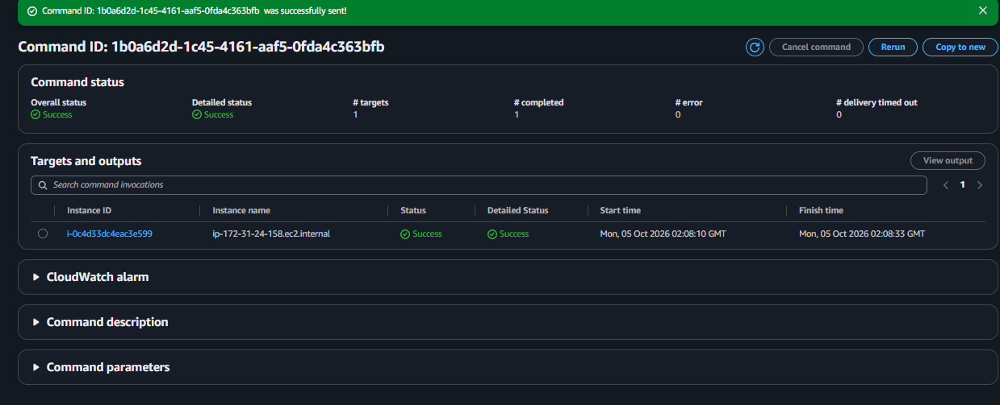 Command ID: 1b0a6d2d-1c45-4161-aaf5-0fda4c363bfb was successfully sent!
Command ID: 1b0a6d2d-1c45-4161-aaf5-0fda4c363bfb Cancel command Rerun Copy to new
Command status
Overall status Detailed status # targets # completed # error # delivery timed out
Success Success 1 1 0 0
Targets and outputs View output
Search command invocations 1
Instance ID Instance name Status Detailed Status Start time Finish time
i-0c4d33dc4eac3e599 ip-172-31-24-158.ec2.internal Success Success Mon, 05 Oct 2026 02:08:10 GMT Mon, 05 Oct 2026 02:08:33 GMT
CloudWatch alarm
Command description
Command parameters